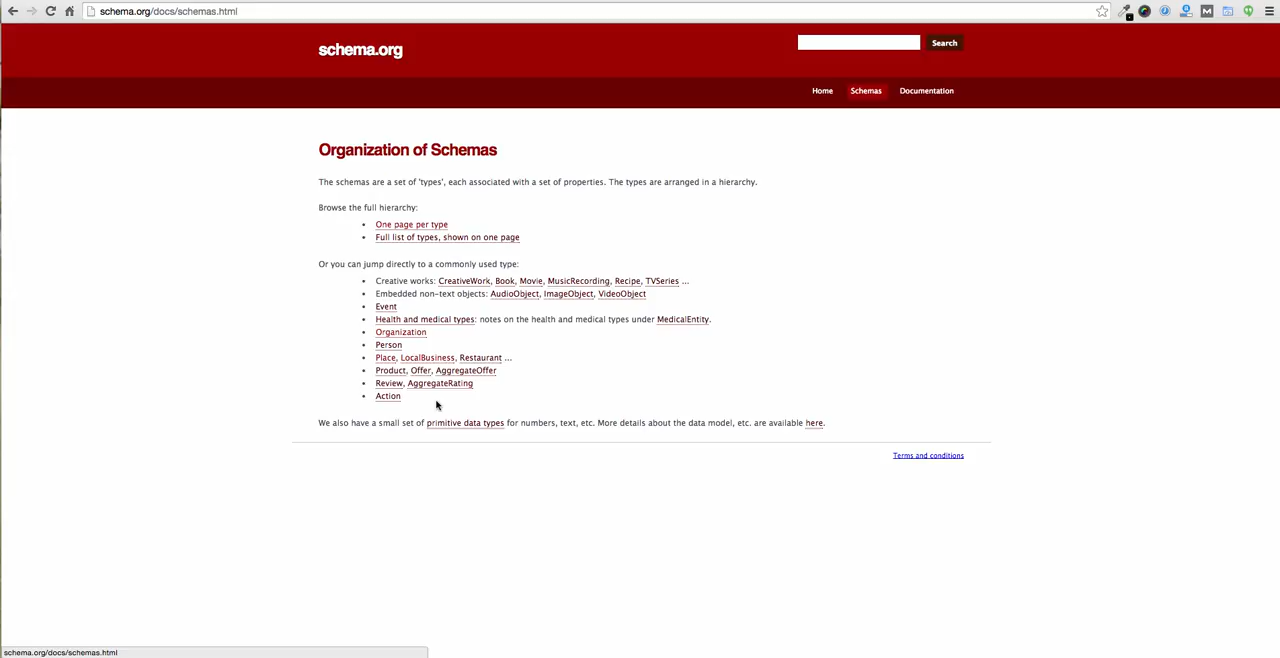 schema.org/docs/schemas.html
schema.org
Search
Home Schemas Documentation
Organization of Schemas
The schemas are a set of 'types', each associated with a set of properties. The types are arranged in a hierarchy.
Browse the full hierarchy:
• One page per type
• Full list of types, shown on one page
Or you can jump directly to a commonly used type:
• Creative works: CreativeWork, Book, Movie, MusicRecording, Recipe, TVSeries ...
• Embedded non-text objects: AudioObject, ImageObject, VideoObject
• Event
• Health and medical types: notes on the health and medical types under MedicalEntity.
• Organization
• Person
• Place, LocalBusiness, Restaurant ...
• Product, Offer, AggregateOffer
• Review, AggregateRating
• Action
We also have a small set of primitive data types for numbers, text, etc. More details about the data model, etc. are available here.
Terms and conditions
schema.org/docs/schemas.html